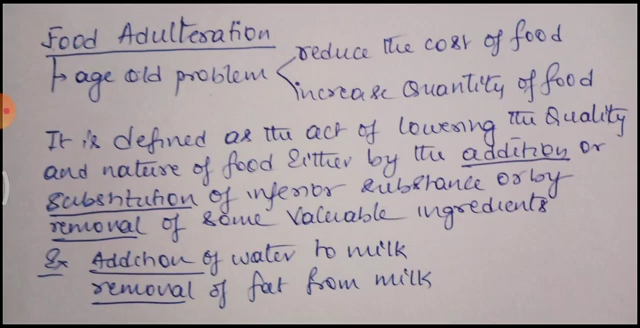 Food Adulteration
reduce the cost of food
↳ age old problem
increase Quantity of food
It is defined as the act of lowering the Quality
and nature of food Either by the addition or
Substitution of inferior substance or by
removal of some Valuable ingredients
Ex Addition of water to milk
removal of fat from milk